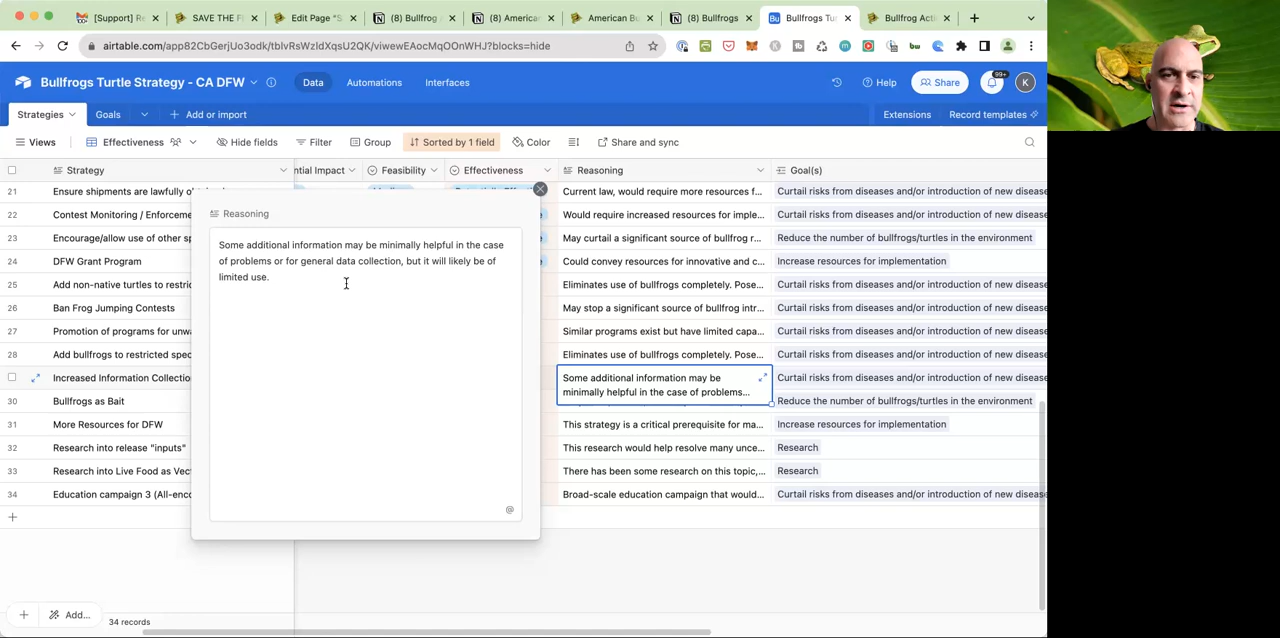 [Support] Re
SAVE THE F
Edit Page "S
(8) Bullfrog /
(8) American
American Bu
(8) Bullfrogs
Bullfrogs Tur
Bullfrog Acti
airtable.com/app82CbGerjUo3odk/tblvRsWzIdXqsU2QK/viwewEAocMqOOnWHJ?blocks=hide
Bullfrogs Turtle Strategy - CA DFW
Data
Automations
Interfaces
Help
Share
99+
K
Strategies
Goals
Add or import
Extensions
Record templates
Views
Effectiveness
Hide fields
Filter
Group
Sorted by 1 field
Color
Share and sync
Strategy
ntial Impact
Feasibility
Effectiveness
Reasoning
Goal(s)
21 Ensure shipments are lawfully Current law, would require more resources f... Curtail risks from diseases and/or introduction of new disease
22 Contest Monitoring / Enforceme Would require increased resources for imple... Curtail risks from diseases and/or introduction of new disease
23 Encourage/allow use of other sp May curtail a significant source of bullfrog r... Reduce the number of bullfrogs/turtles in the environment
24 DFW Grant Program Could convey resources for innovative and c... Increase resources for implementation
25 Add non-native turtles to restric Eliminates use of bullfrogs completely. Pose... Curtail risks from diseases and/or introduction of new disease
26 Ban Frog Jumping Contests May stop a significant source of bullfrog intr... Curtail risks from diseases and/or introduction of new disease
27 Promotion of programs for unwa Similar programs exist but have limited capa... Curtail risks from diseases and/or introduction of new disease
28 Add bullfrogs to restricted spec Eliminates use of bullfrogs completely. Pose... Curtail risks from diseases and/or introduction of new disease
Increased Information Collectio Some additional information may be Curtail risks from diseases and/or introduction of new disease
minimally helpful in the case of problems...
30 Bullfrogs as Bait Reduce the number of bullfrogs/turtles in the environment
31 More Resources for DFW This strategy is a critical prerequisite for ma... Increase resources for implementation
32 Research into release "inputs" This research would help resolve many unce... Research
33 Research into Live Food as Vec There has been some research on this topic,... Research
34 Education campaign 3 (All-enco Broad-scale education campaign that would... Curtail risks from diseases and/or introduction of new disease
Reasoning
Some additional information may be minimally helpful in the case
of problems or for general data collection, but it will likely be of
limited use.
@
Add...
34 records